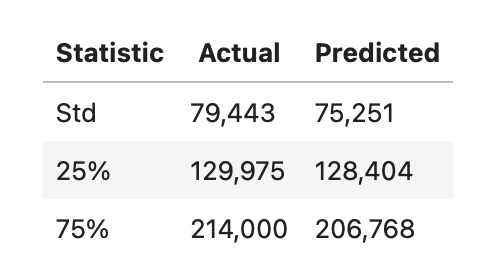 Statistic Actual Predicted
Std 79,443 75,251
25% 129,975 128,404
75% 214,000 206,768